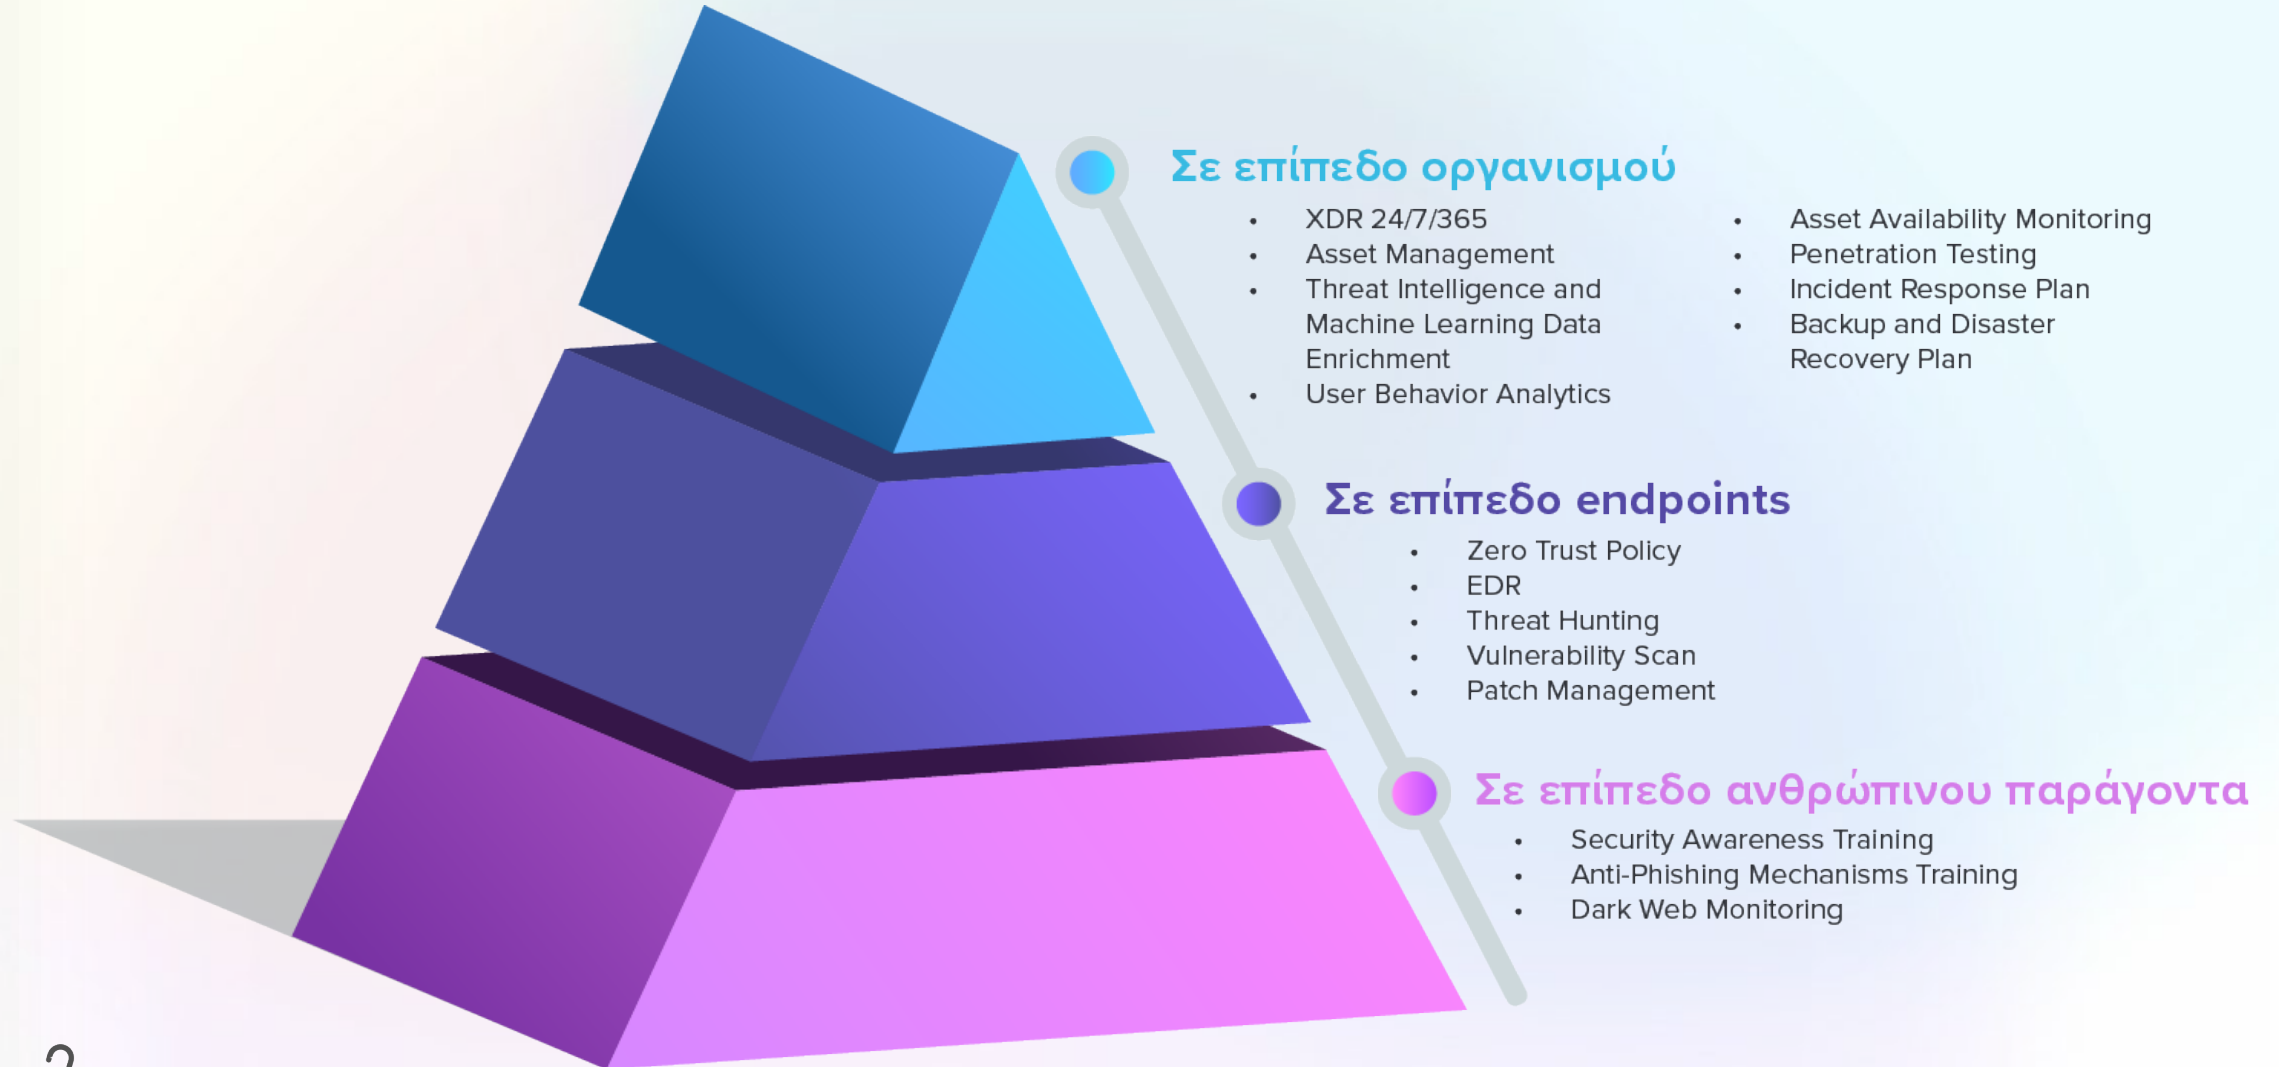 Σε επίπεδο οργανισμού
• XDR 24/7/365
• Asset Management
• Threat Intelligence and
Machine Learning Data
Enrichment
• User Behavior Analytics
• Asset Availability Monitoring
• Penetration Testing
• Incident Response Plan
• Backup and Disaster
Recovery Plan
Σε επίπεδο endpoints
• Zero Trust Policy
• EDR
• Threat Hunting
• Vulnerability Scan
• Patch Management
Σε επίπεδο ανθρώπινου παράγοντα
• Security Awareness Training
• Anti-Phishing Mechanisms Training
• Dark Web Monitoring